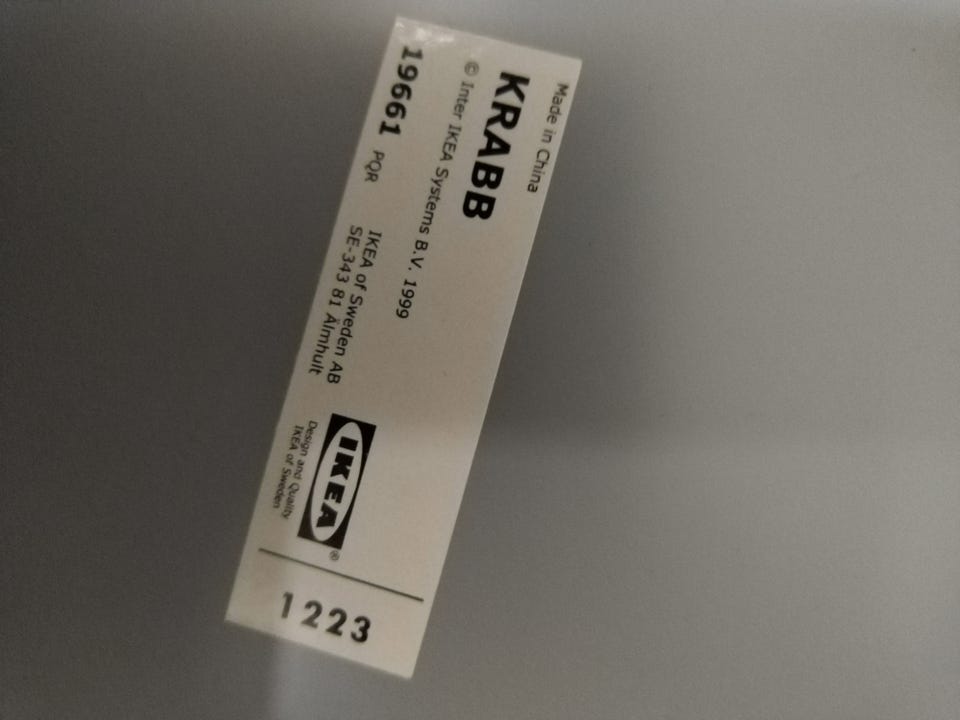 Made in China
KRABB
© Inter IKEA Systems B.V. 1999
19661 PQR
IKEA of Sweden AB
SE-343 81 Älmhult
IKEA®
Design and Quality
IKEA of Sweden
1223